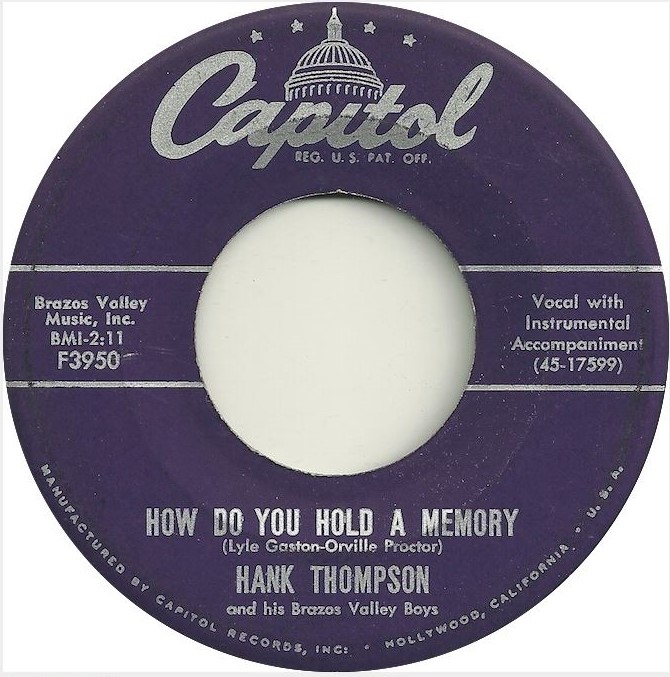 Capitol
REG. U.S. PAT. OFF.
Brazos Valley
Music, Inc.
BMI-2:11
F3950
Vocal with
Instrumental
Accompaniment
(45-17599)
HOW DO YOU HOLD A MEMORY
(Lyle Gaston-Orville Proctor)
HANK THOMPSON
and his Brazos Valley Boys
MANUFACTURED BY CAPITOL RECORDS, INC. • HOLLYWOOD, CALIFORNIA • U.S.A.